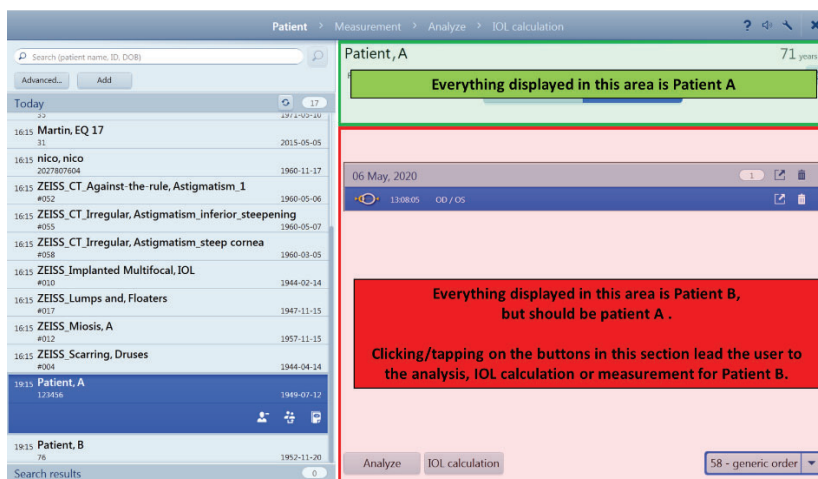 Patient > Measurement > Analyze > IOL calculation
?
Search (patient name, ID, DOB)
Advanced... Add
Today 17
1971-05-10
16:15 Martin, EQ 17
31 2015-05-05
16:15 nico, nico
2027807604 1960-11-17
16:15 ZEISS_CT_Against-the-rule, Astigmatism_1
#052 1960-05-06
16:15 ZEISS_CT_Irregular, Astigmatism_inferior_steepening
#055 1960-05-07
16:15 ZEISS_CT_Irregular, Astigmatism_steep cornea
#058 1960-03-05
16:15 ZEISS_Implanted Multifocal, IOL
#010 1944-02-14
16:15 ZEISS_Lumps and, Floaters
#017 1947-11-15
16:15 ZEISS_Miosis, A
#012 1957-11-15
16:15 ZEISS_Scarring, Druses
#004 1944-04-14
19:15 Patient, A
123456 1949-07-12
19:15 Patient, B
76 1952-11-20
Search results 0
Patient, A 71 years
Everything displayed in this area is Patient A
06 May, 2020 1
13:08:05 OD / OS
Everything displayed in this area is Patient B,
but should be patient A .
Clicking/tapping on the buttons in this section lead the user to
the analysis, IOL calculation or measurement for Patient B.
Analyze IOL calculation 58 - generic order